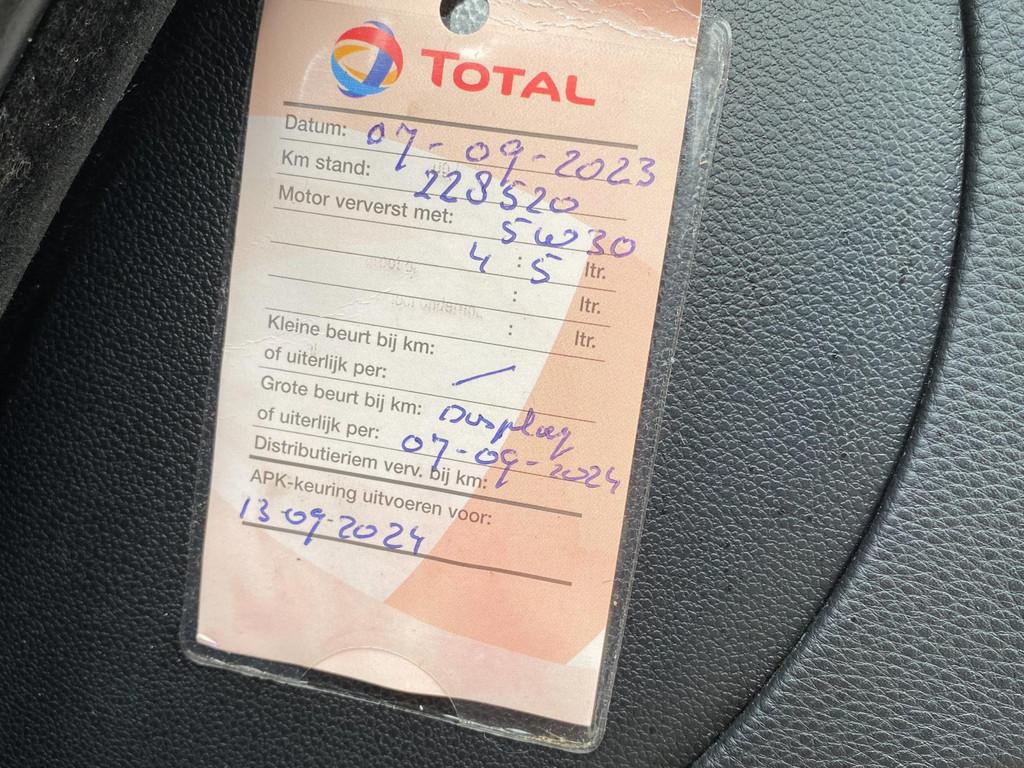 TOTAL
Datum: 07-09-2023
Km stand: 228520
Motor ververst met: 5w30
4:5 ltr.
: ltr.
: ltr.
Kleine beurt bij km:
of uiterlijk per: —
Grote beurt bij km: Display
of uiterlijk per: 07-09-2024
Distributieriem verv. bij km:
APK-keuring uitvoeren voor:
13-09-2024